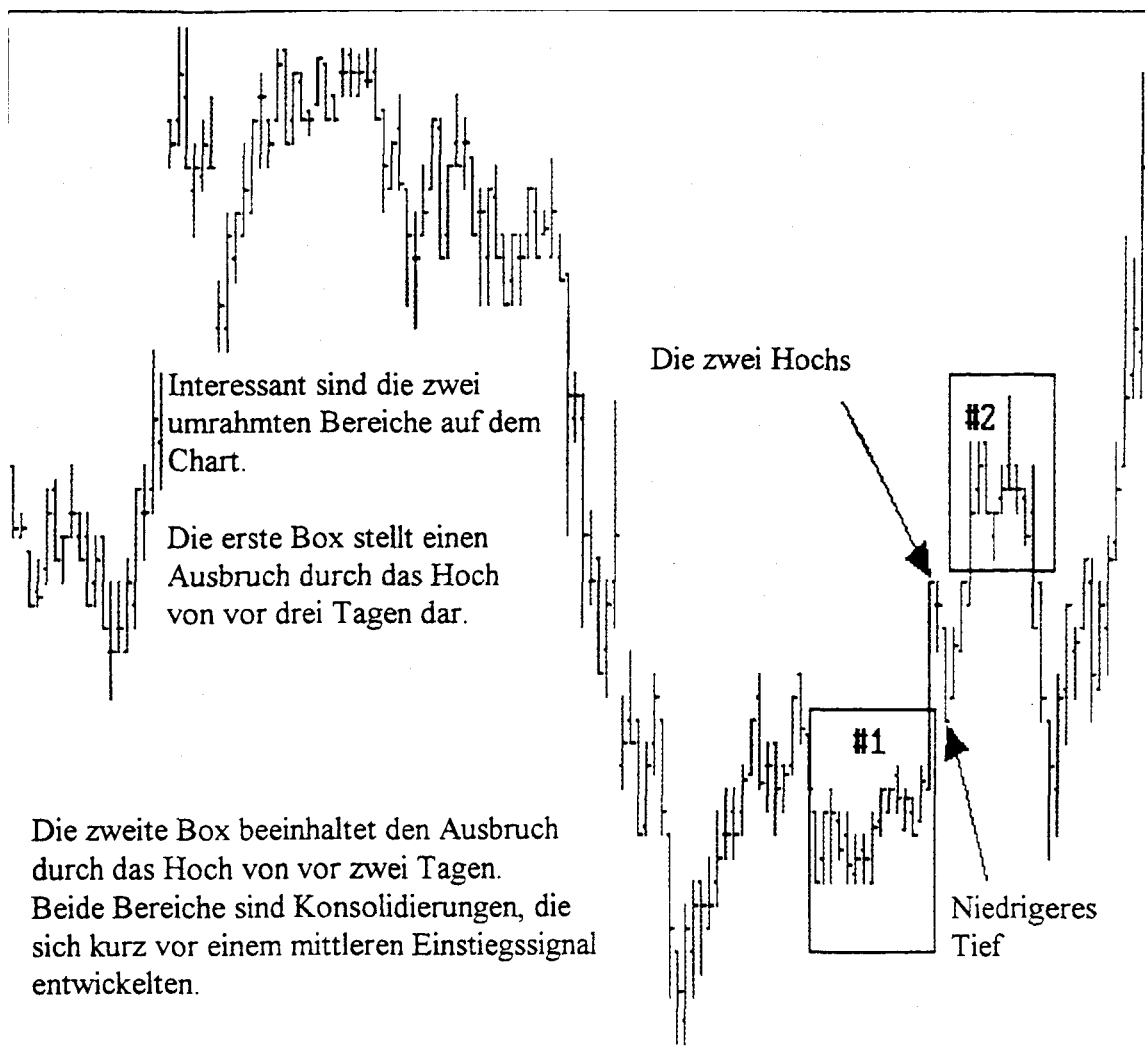 Die zwei Hochs
Interessant sind die zwei
umrahmten Bereiche auf dem
Chart.
#2
Die erste Box stellt einen
Ausbruch durch das Hoch
von vor drei Tagen dar.
#1
Die zweite Box beeinhaltet den Ausbruch
durch das Hoch von vor zwei Tagen.
Beide Bereiche sind Konsolidierungen, die
sich kurz vor einem mittleren Einstiegssignal
entwickelten.
Niedrigeres
Tief